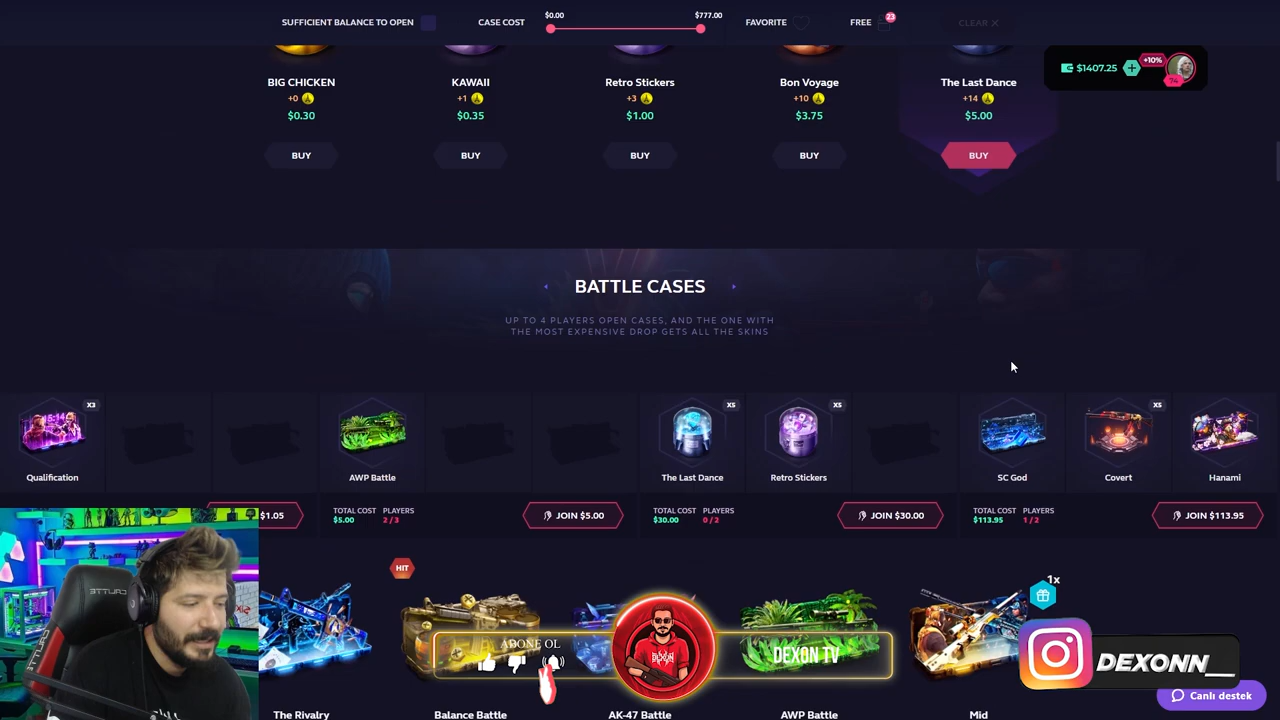 SUFFICIENT BALANCE TO OPEN
CASE COST
$0.00
$777.00
FAVORITE
FREE
23
CLEAR ✕
$1407.25
+10%
74
BIG CHICKEN
+0
$0.30
BUY
KAWAII
+1
$0.35
BUY
Retro Stickers
+3
$1.00
BUY
Bon Voyage
+10
$3.75
BUY
The Last Dance
+14
$5.00
BUY
BATTLE CASES
UP TO 4 PLAYERS OPEN CASES, AND THE ONE WITH
THE MOST EXPENSIVE DROP GETS ALL THE SKINS
X3
Qualification
AWP Battle
X5
The Last Dance
X5
Retro Stickers
SC God
X5
Covert
Hanami
$1.05
TOTAL COST
$5.00
PLAYERS
2 / 3
JOIN $5.00
TOTAL COST
$30.00
PLAYERS
0 / 2
JOIN $30.00
TOTAL COST
$113.95
PLAYERS
1 / 2
JOIN $113.95
HIT
1x
ABONE OL
DEXON TV
DEXONN__
Canlı destek
The Rivalry
Balance Battle
AK-47 Battle
AWP Battle
Mid